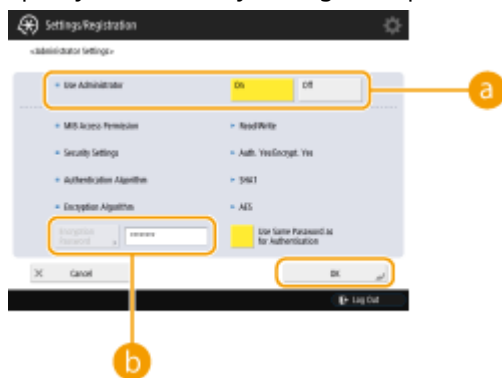 Settings/Registration
<Administrator Settings>
Use Administrator On Off
a
MIB Access Permission Read/Write
Security Settings Auth. Yes/Encrypt. Yes
Authentication Algorithm SHA1
Encryption Algorithm AES
Encryption Password ******* Use Same Password as for Authentication
Cancel OK
Log Out
b